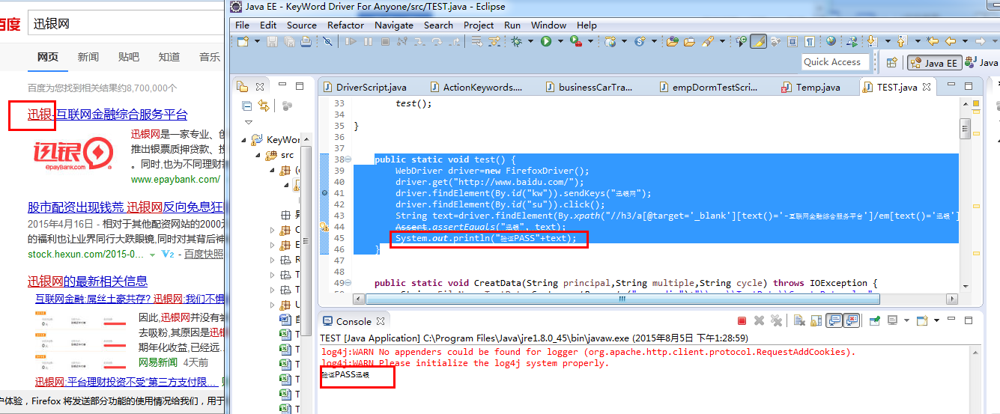 百度
迅银网
网页 新闻 贴吧 知道 音乐
百度为您找到相关结果约8,700,000个
迅银-互联网金融综合服务平台
迅银
epayBank.com
迅银网是一家专业、创
推出银票质押贷款、投
。同时,也为不同理财
www.epaybank.com/
股市配资出现钱荒 迅银网反向免息狂
2015年4月16日 - 相对于其他配资网站的2000元
的福利也让业界同行大跌眼镜,同时对其背后神
stock.hexun.com/2015-0... V2 - 百度快照
迅银网的最新相关信息
互联网金融:屌丝土豪共存? 迅银网:我们不惧
因此,迅银网并没有尝
去吸粉,其原因是迅银
期年化收益,已经远...
网易新闻 4天前
迅银网:平台理财投资不受“第三方支付限...
户体验，Firefox 将发送部分功能的使用情况给我们，用于
Java EE - KeyWord Driver For Anyone/src/TEST.java - Eclipse
File Edit Source Refactor Navigate Search Project Run Window Help
Quick Access Java EE Java
DriverScript.java ActionKeywords.... businessCarTra... empDormTestScri... Temp.java TEST.java
KeyWor
src
33 test();
34
35 }
36
37
38 public static void test() {
39 WebDriver driver=new FirefoxDriver();
40 driver.get("http://www.baidu.com/");
41 driver.findElement(By.id("kw")).sendKeys("迅银网");
42 driver.findElement(By.id("su")).click();
43 String text=driver.findElement(By.xpath("//h3/a[@target='_blank'][text()='-互联网金融综合服务平台']/em[text()='迅银']
44 Assert.assertEquals("迅银", text);
45 System.out.println("验证PASS"+text);
46 }
47
48
49 public static void CreatData(String principal,String multiple,String cycle) throws IOException {
Console
TEST [Java Application] C:\Program Files\Java\jre1.8.0_45\bin\javaw.exe (2015年8月5日 下午1:28:59)
log4j:WARN No appenders could be found for logger (org.apache.http.client.protocol.RequestAddCookies).
log4j:WARN Please initialize the log4j system properly.
验证PASS迅银